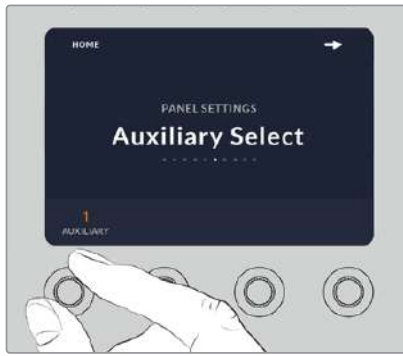 HOME
PANEL SETTINGS
Auxiliary Select
1
AUXILIARY